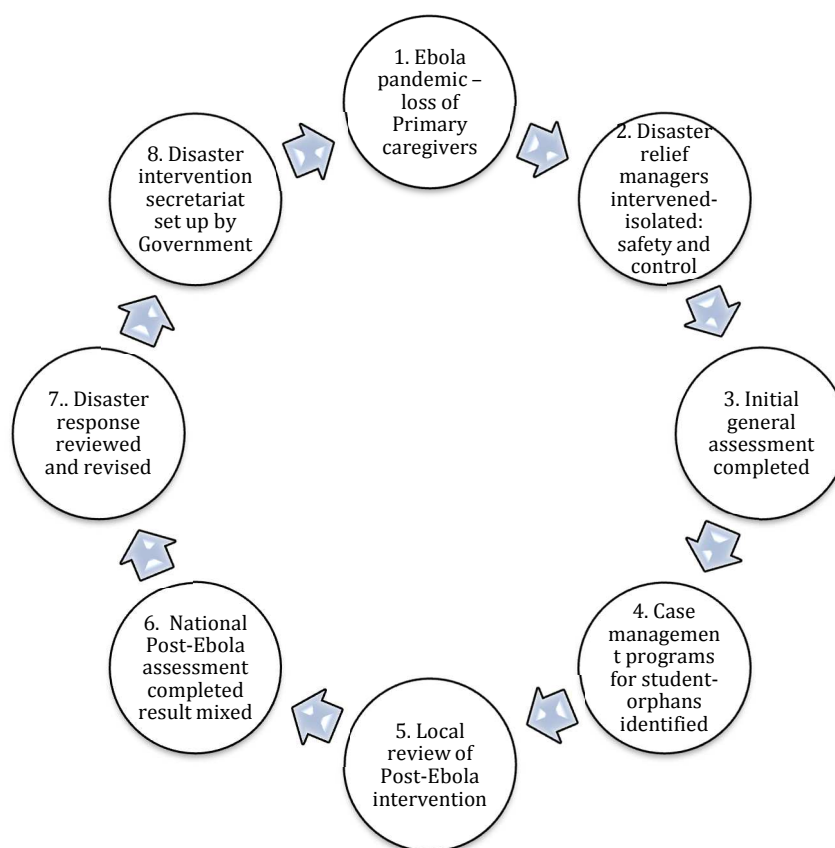 1. Ebola
pandemic –
loss of
Primary
caregivers
2. Disaster
relief
managers
intervened-
isolated:
safety and
control
3. Initial
general
assessment
completed
4. Case
managemen
t programs
for student-
orphans
identified
5. Local
review of
Post-Ebola
intervention
6. National
Post-Ebola
assessment
completed
result mixed
7.. Disaster
response
reviewed
and revised
8. Disaster
intervention
secretariat
set up by
Government